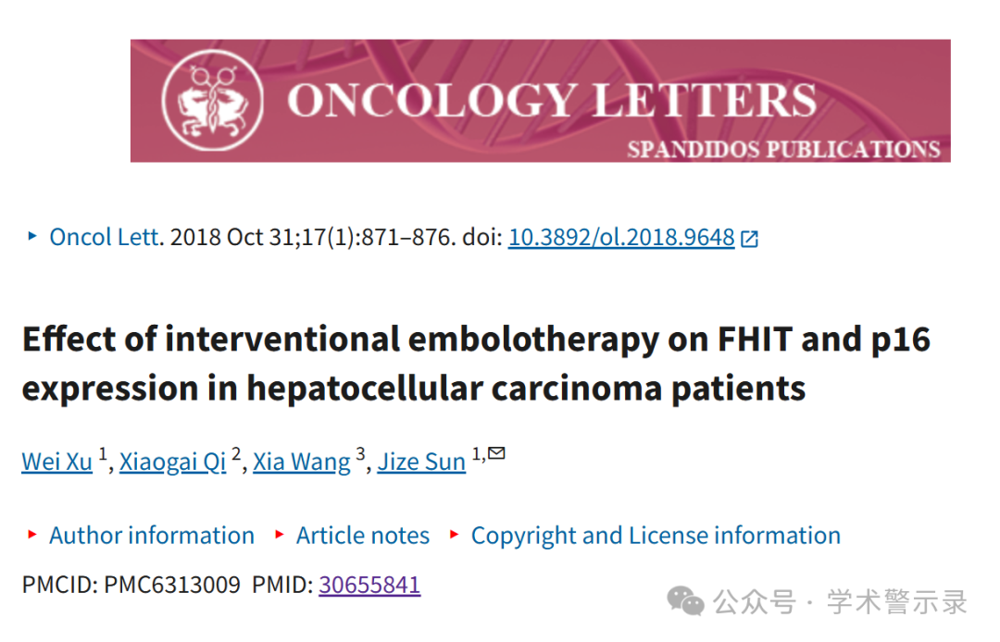 ONCOLOGY LETTERS
SPANDIDOS PUBLICATIONS
Oncol Lett. 2018 Oct 31;17(1):871–876. doi: 10.3892/ol.2018.9648
Effect of interventional embolotherapy on FHIT and p16
expression in hepatocellular carcinoma patients
Wei Xu 1, Xiaogai Qi 2, Xia Wang 3, Jize Sun 1,
Author information Article notes Copyright and License information
PMCID: PMC6313009 PMID: 30655841
公众号 · 学术警示录